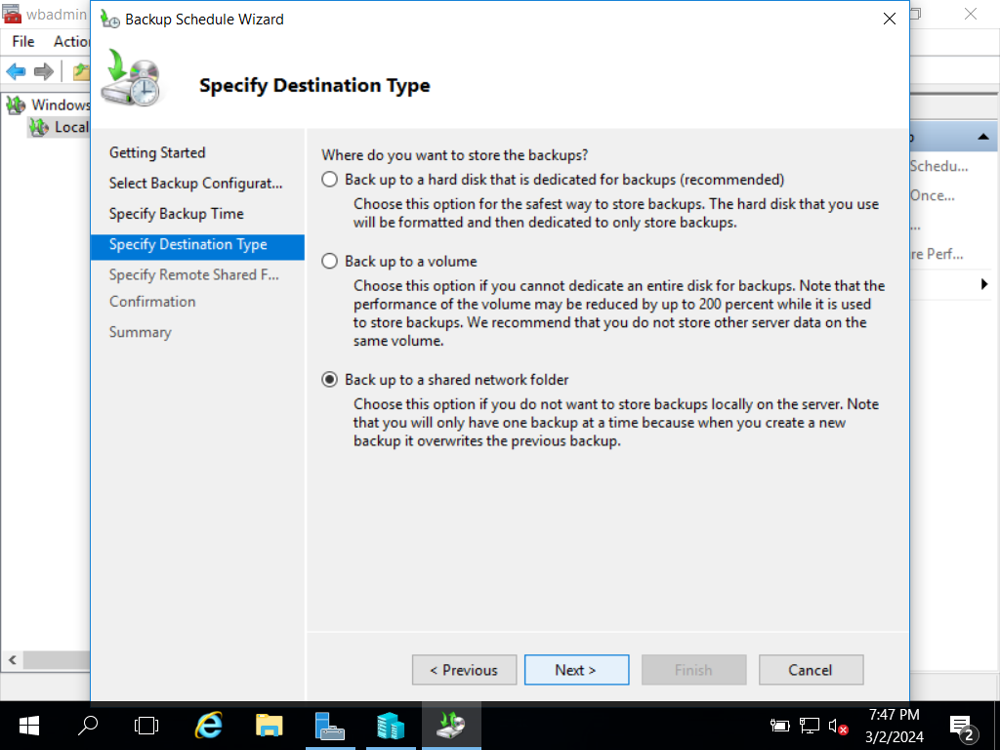 wbadmin
Backup Schedule Wizard
File
Actio
Specify Destination Type
Windows
Local
Getting Started
Select Backup Configurat...
Specify Backup Time
Specify Destination Type
Specify Remote Shared F...
Confirmation
Summary
Where do you want to store the backups?
Back up to a hard disk that is dedicated for backups (recommended)
Choose this option for the safest way to store backups. The hard disk that you use
will be formatted and then dedicated to only store backups.
Back up to a volume
Choose this option if you cannot dedicate an entire disk for backups. Note that the
performance of the volume may be reduced by up to 200 percent while it is used
to store backups. We recommend that you do not store other server data on the
same volume.
Back up to a shared network folder
Choose this option if you do not want to store backups locally on the server. Note
that you will only have one backup at a time because when you create a new
backup it overwrites the previous backup.
Schedu...
Once...
...
re Perf...
< Previous
Next >
Finish
Cancel
7:47 PM
3/2/2024
2